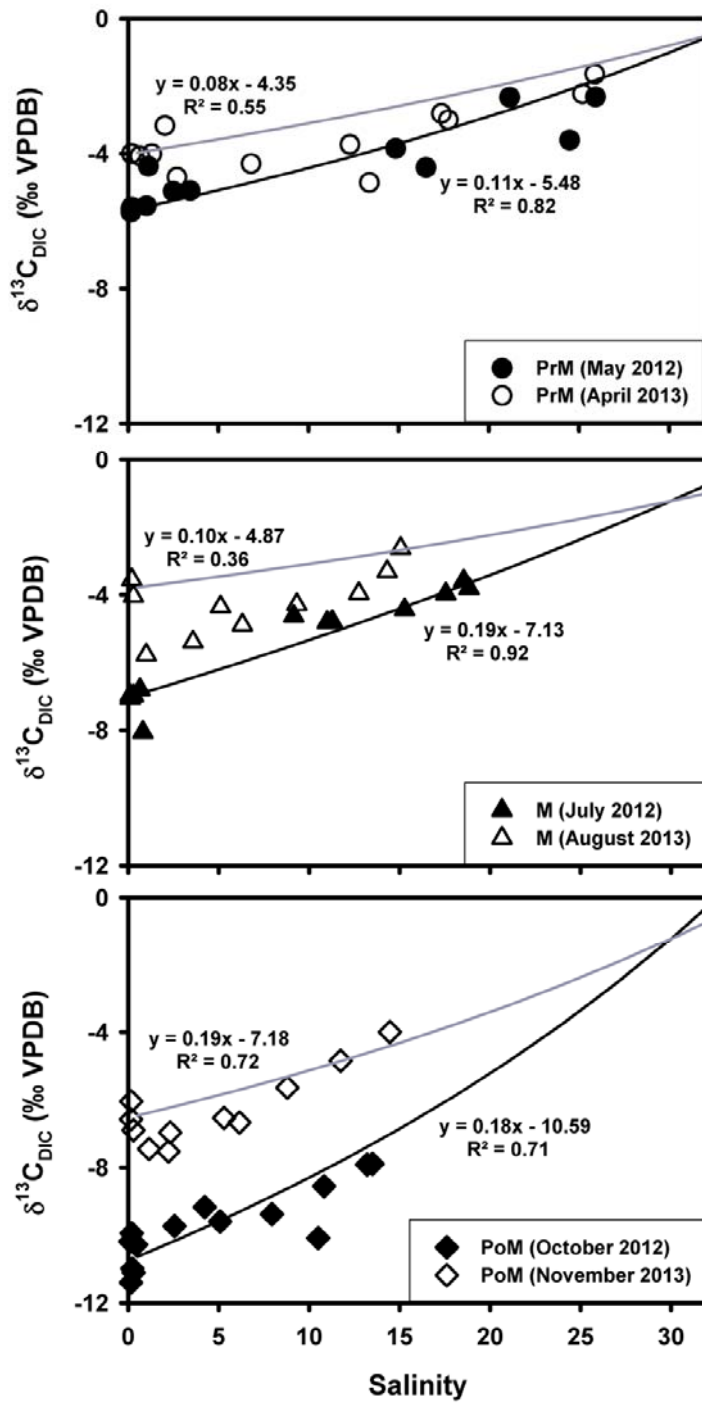 0
y = 0.08x - 4.35
R² = 0.55
-4
y = 0.11x - 5.48
R² = 0.82
-8
δ¹³C_DIC (‰ VPDB)
PrM (May 2012)
PrM (April 2013)
-12
0
y = 0.10x - 4.87
R² = 0.36
-4
y = 0.19x - 7.13
R² = 0.92
-8
δ¹³C_DIC (‰ VPDB)
M (July 2012)
M (August 2013)
-12
0
-4
y = 0.19x - 7.18
R² = 0.72
y = 0.18x - 10.59
R² = 0.71
-8
δ¹³C_DIC (‰ VPDB)
PoM (October 2012)
PoM (November 2013)
-12
0 5 10 15 20 25 30
Salinity